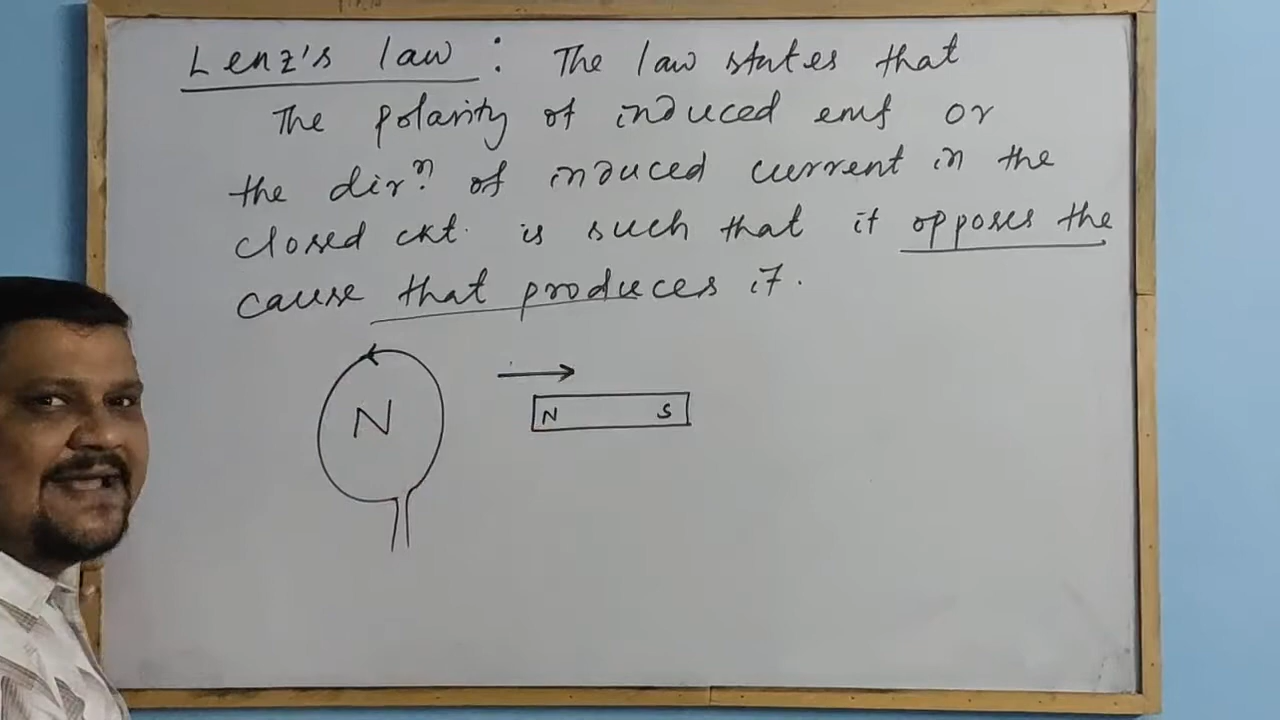 Lenz's law : The law states that
The polarity of induced emf or
the dirⁿ. of induced current in the
closed ckt. is such that it opposes the
cause that produces it.
N
N S